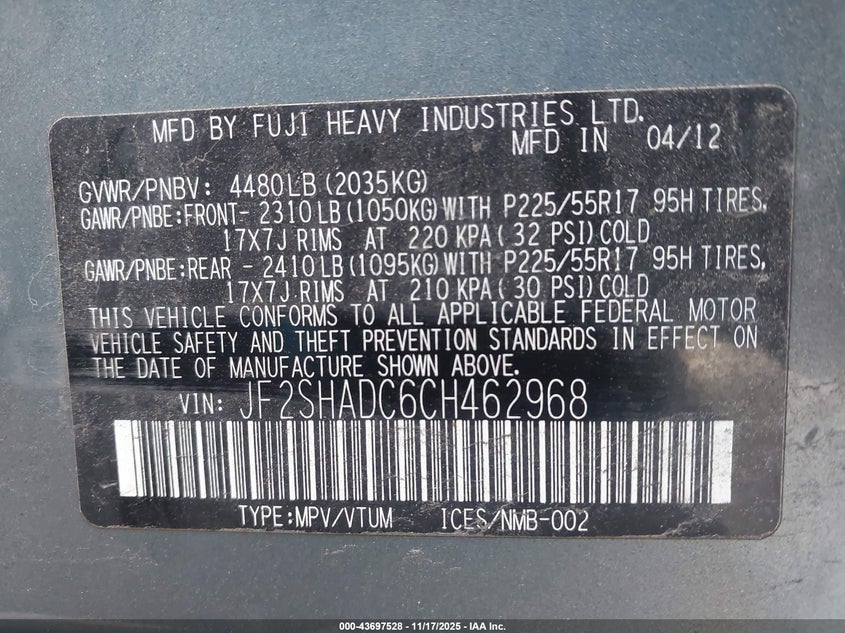 MFD BY FUJI HEAVY INDUSTRIES LTD.
MFD IN 04/12
GVWR/PNBV: 4480LB(2035KG)
GAWR/PNBE:FRONT- 2310LB(1050KG)WITH P225/55R17 95H TIRES,
17X7J RIMS AT 220 KPA( 32 PSI)COLD
GAWR/PNBE:REAR - 2410LB(1095KG)WITH P225/55R17 95H TIRES,
17X7J RIMS AT 210 KPA( 30 PSI)COLD
THIS VEHICLE CONFORMS TO ALL APPLICABLE FEDERAL MOTOR
VEHICLE SAFETY AND THEFT PREVENTION STANDARDS IN EFFECT ON
THE DATE OF MANUFACTURE SHOWN ABOVE.
VIN: JF2SHADC6CH462968
TYPE:MPV/VTUM ICES/NMB-002
000-43697528 - 11/17/2025 - IAA Inc.